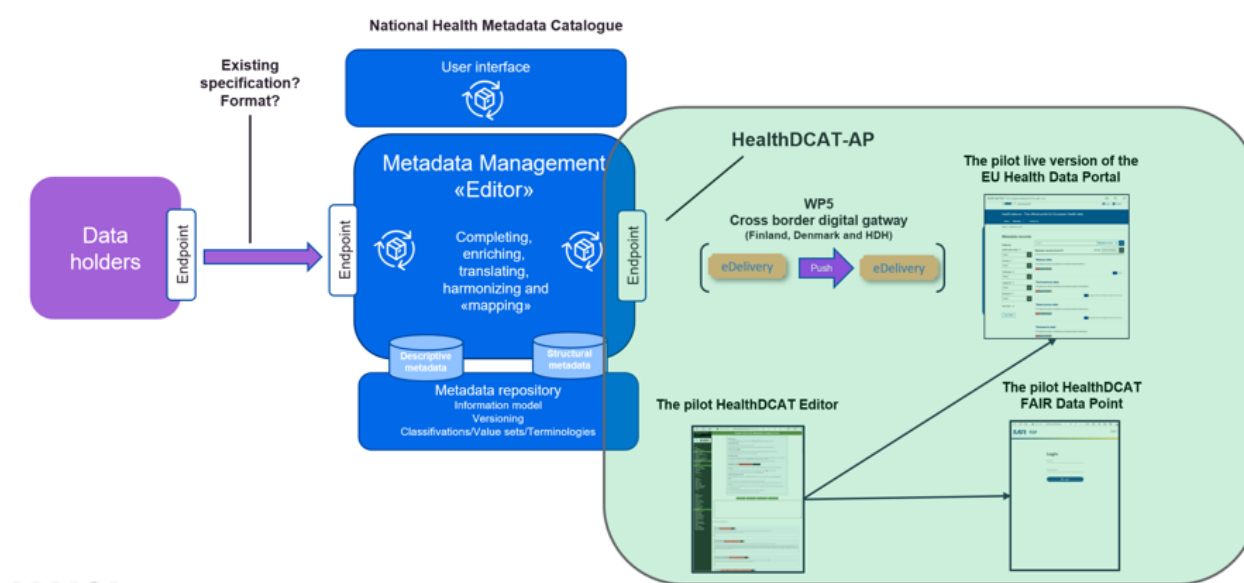 National Health Metadata Catalogue
User interface
Existing
specification?
Format?
Data
holders
Endpoint
Endpoint
Metadata Management
«Editor»
Completing,
enriching,
translating,
harmonizing and
«mapping»
Endpoint
Descriptive
metadata
Structural
metadata
Metadata repository
Information model
Versioning
Classifivations/Value sets/Terminologies
HealthDCAT-AP
WP5
Cross border digital gatway
(Finland, Denmark and HDH)
eDelivery
Push
eDelivery
The pilot live version of the
EU Health Data Portal
The pilot HealthDCAT Editor
The pilot HealthDCAT
FAIR Data Point
Login